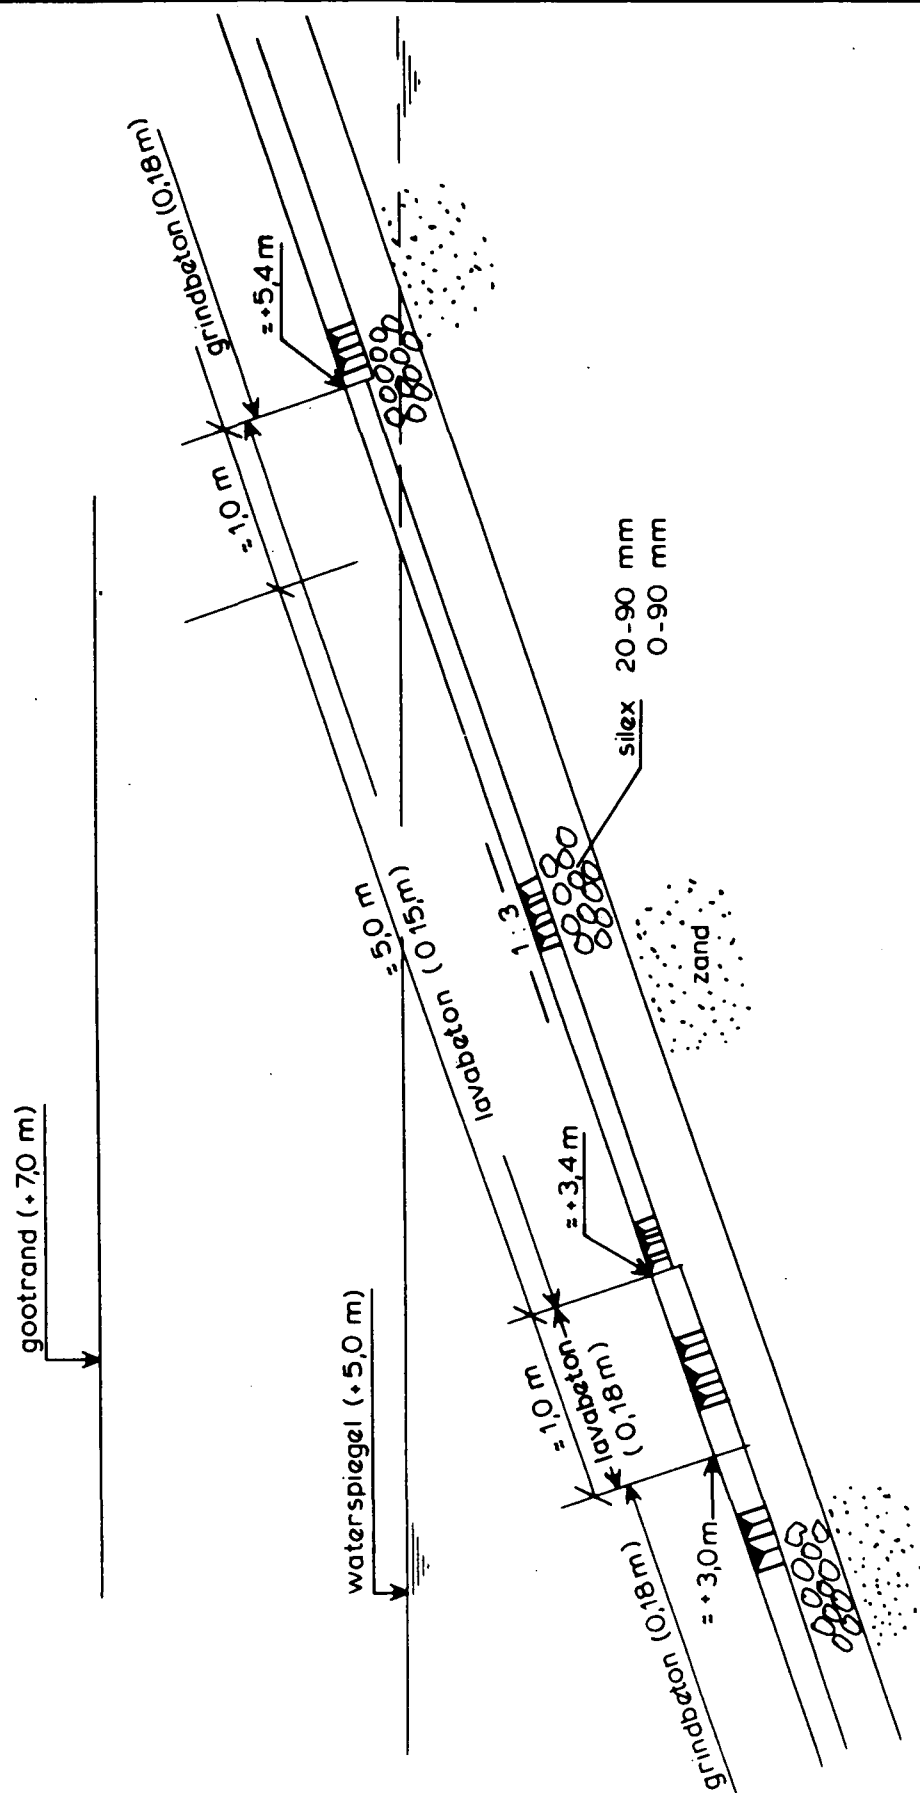 gootrand (+7,0 m)
waterspiegel (+5,0 m)
grindbeton (0,18 m)
≈ +3,0 m
≈ 1,0 m
lavabeton
(0,18 m)
≈ +3,4 m
≈ 5,0 m
lavabeton (0,15 m)
1 : 3
zand
silex 20-90 mm
0-90 mm
≈ 1,0 m
grindbeton (0,18 m)
≈ +5,4 m